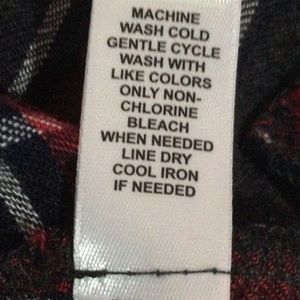 MACHINE
WASH COLD
GENTLE CYCLE
WASH WITH
LIKE COLORS
ONLY NON-
CHLORINE
BLEACH
WHEN NEEDED
LINE DRY
COOL IRON
IF NEEDED